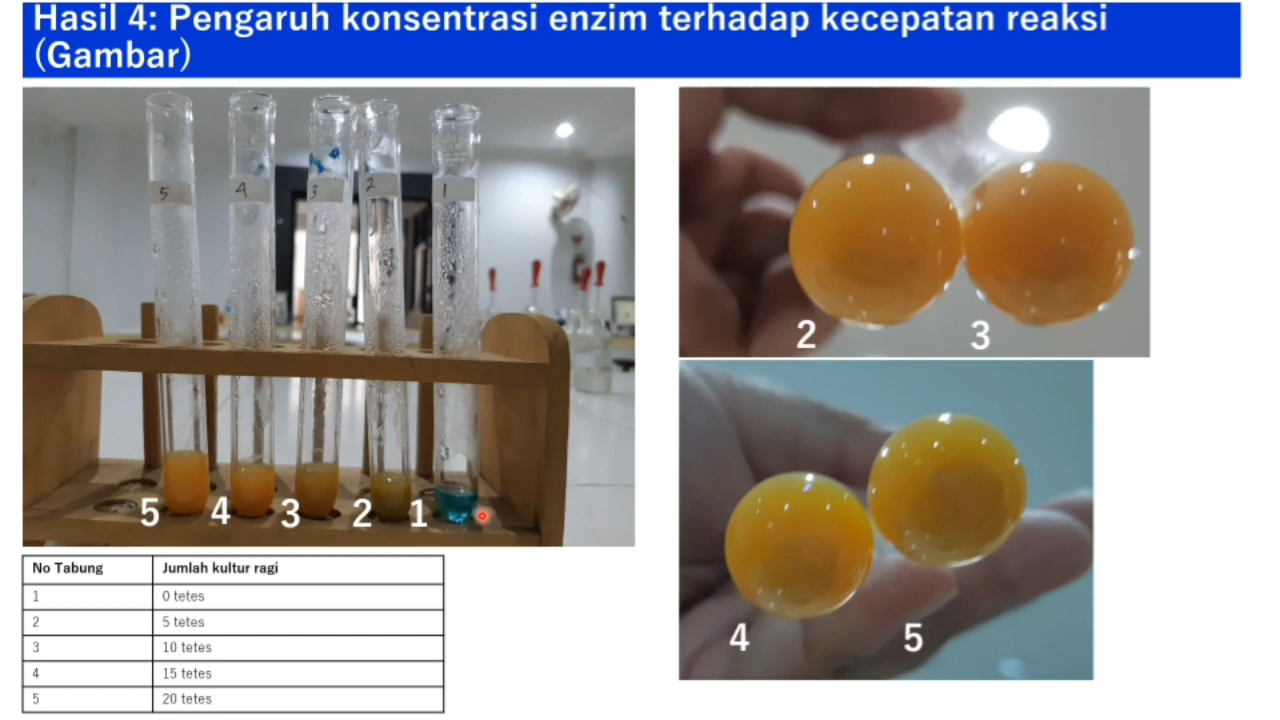 Hasil 4: Pengaruh konsentrasi enzim terhadap kecepatan reaksi
(Gambar)
5 4 3 2 1
5 4 3 2 1
2 3
4 5
No Tabung Jumlah kultur ragi
1 0 tetes
2 5 tetes
3 10 tetes
4 15 tetes
5 20 tetes